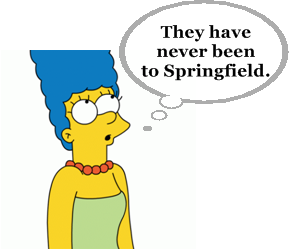 They have
never been
to Springfield.